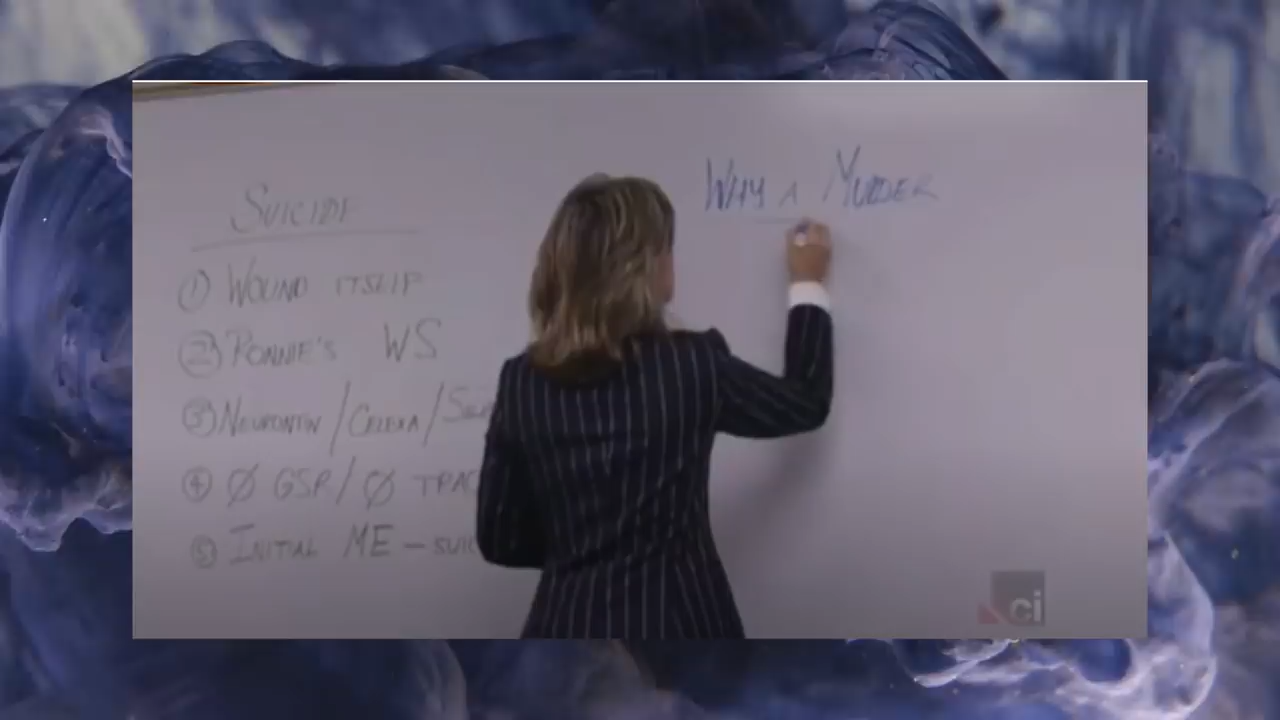 SUICIDE
① WOUND ITSELF
② RONNIE'S WS
③ NEURONTIN / CELEXA /
④ Ø GSR / Ø
⑤ INITIAL ME –
WHY A MURDER
ci